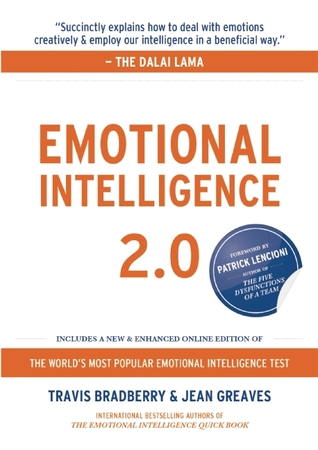 “Succinctly explains how to deal with emotions
creatively & employ our intelligence in a beneficial way.”
– THE DALAI LAMA
EMOTIONAL
INTELLIGENCE
2.0
FOREWORD BY
PATRICK LENCIONI
AUTHOR OF
THE FIVE
DYSFUNCTIONS
OF A TEAM
INCLUDES A NEW & ENHANCED ONLINE EDITION OF
THE WORLD'S MOST POPULAR EMOTIONAL INTELLIGENCE TEST
TRAVIS BRADBERRY & JEAN GREAVES
INTERNATIONAL BESTSELLING AUTHORS OF
THE EMOTIONAL INTELLIGENCE QUICK BOOK